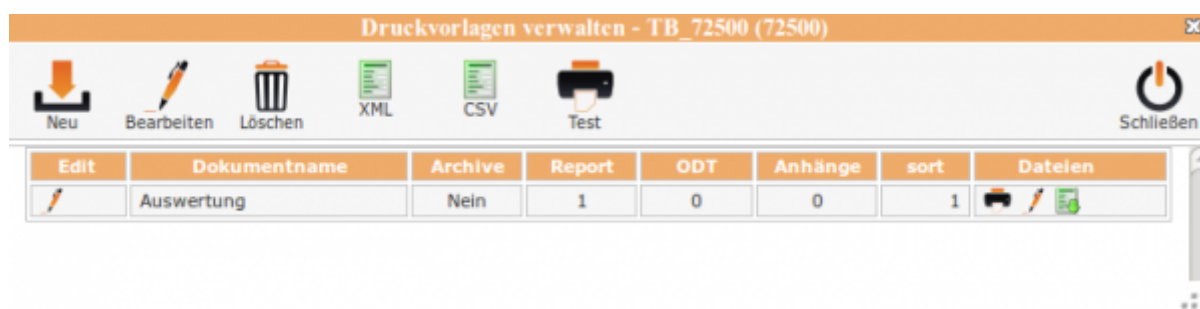 Druckvorlagen verwalten - TB_72500 (72500)
Neu Bearbeiten Löschen XML CSV Test Schließen
Edit Dokumentname Archive Report ODT Anhänge sort Dateien
Auswertung Nein 1 0 0 1